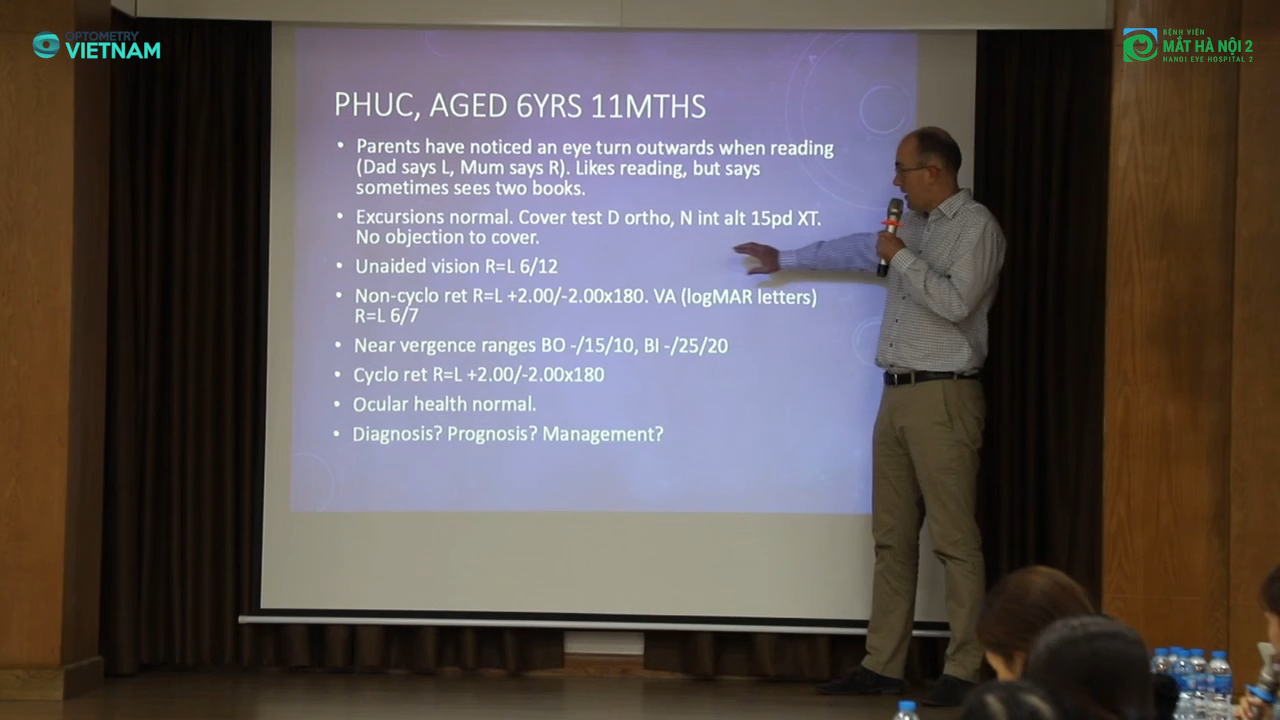 OPTOMETRY
VIETNAM
BỆNH VIỆN
MẮT HÀ NỘI 2
HANOI EYE HOSPITAL 2
PHUC, AGED 6YRS 11MTHS
• Parents have noticed an eye turn outwards when reading
(Dad says L, Mum says R). Likes reading, but says
sometimes sees two books.
• Excursions normal. Cover test D ortho, N int alt 15pd XT.
No objection to cover.
• Unaided vision R=L 6/12
• Non-cyclo ret R=L +2.00/-2.00x180. VA (logMAR letters)
R=L 6/7
• Near vergence ranges BO -/15/10, BI -/25/20
• Cyclo ret R=L +2.00/-2.00x180
• Ocular health normal.
• Diagnosis? Prognosis? Management?